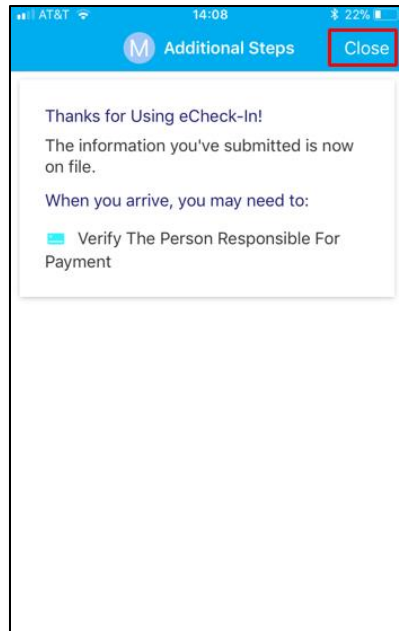 AT&T 14:08 22%
M Additional Steps Close
Thanks for Using eCheck-In!
The information you've submitted is now
on file.
When you arrive, you may need to:
Verify The Person Responsible For
Payment